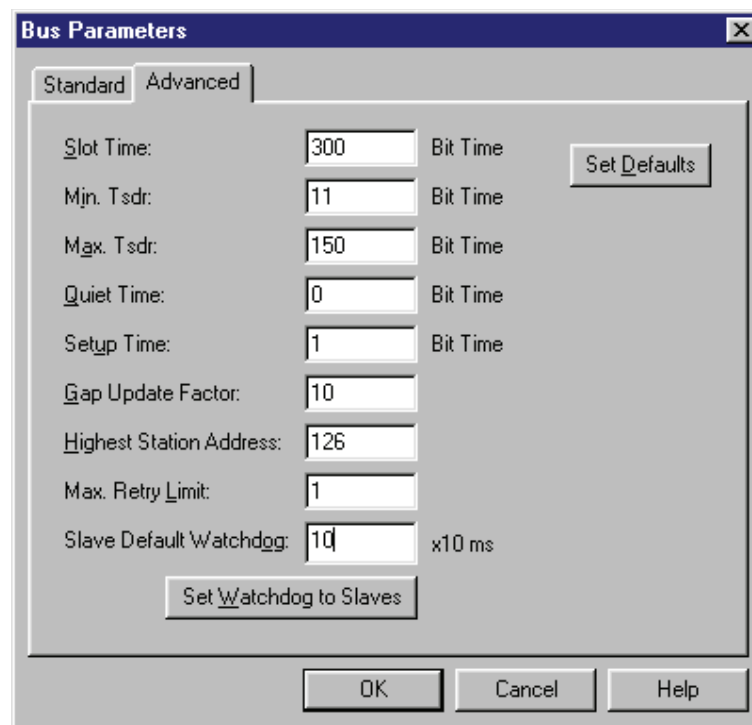 Bus Parameters
Standard Advanced
Slot Time: 300 Bit Time Set Defaults
Min. Tsdr: 11 Bit Time
Max. Tsdr: 150 Bit Time
Quiet Time: 0 Bit Time
Setup Time: 1 Bit Time
Gap Update Factor: 10
Highest Station Address: 126
Max. Retry Limit: 1
Slave Default Watchdog: 10 x10 ms
Set Watchdog to Slaves
OK Cancel Help